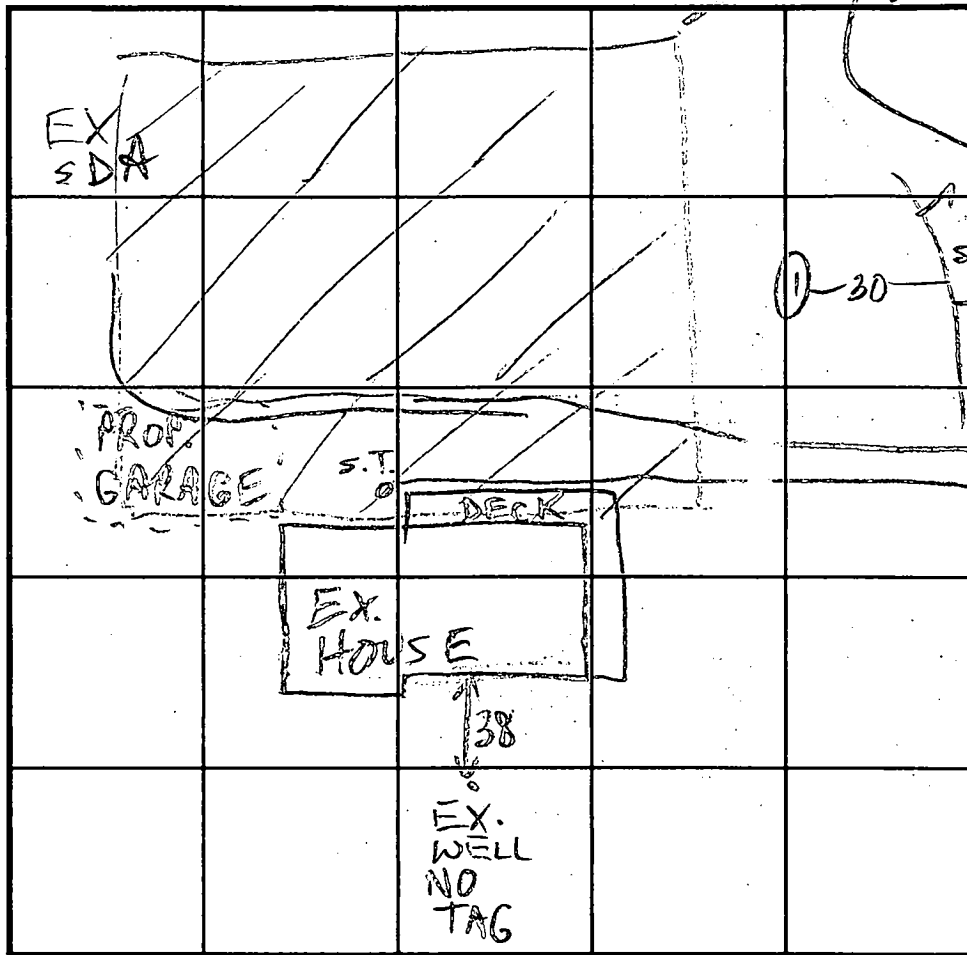 EX
SDA
1 30
S
PROP.
GARAGE
S.T.
DECK
EX.
HOUSE
38
EX.
WELL
NO
TAG